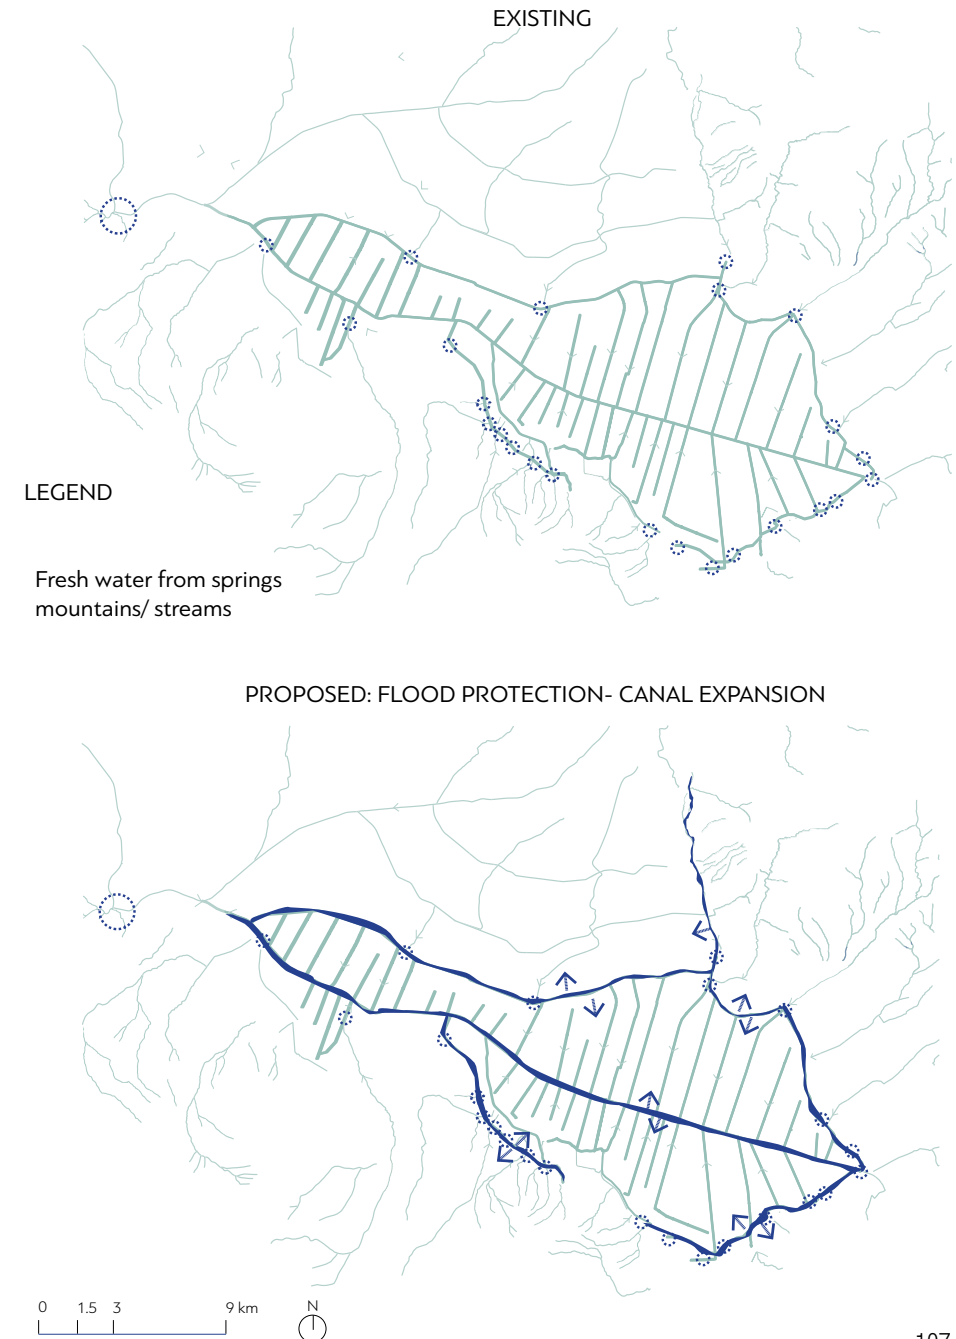 EXISTING
LEGEND
Fresh water from springs
mountains/ streams
PROPOSED: FLOOD PROTECTION- CANAL EXPANSION
0 1.5 3 9 km
N
107